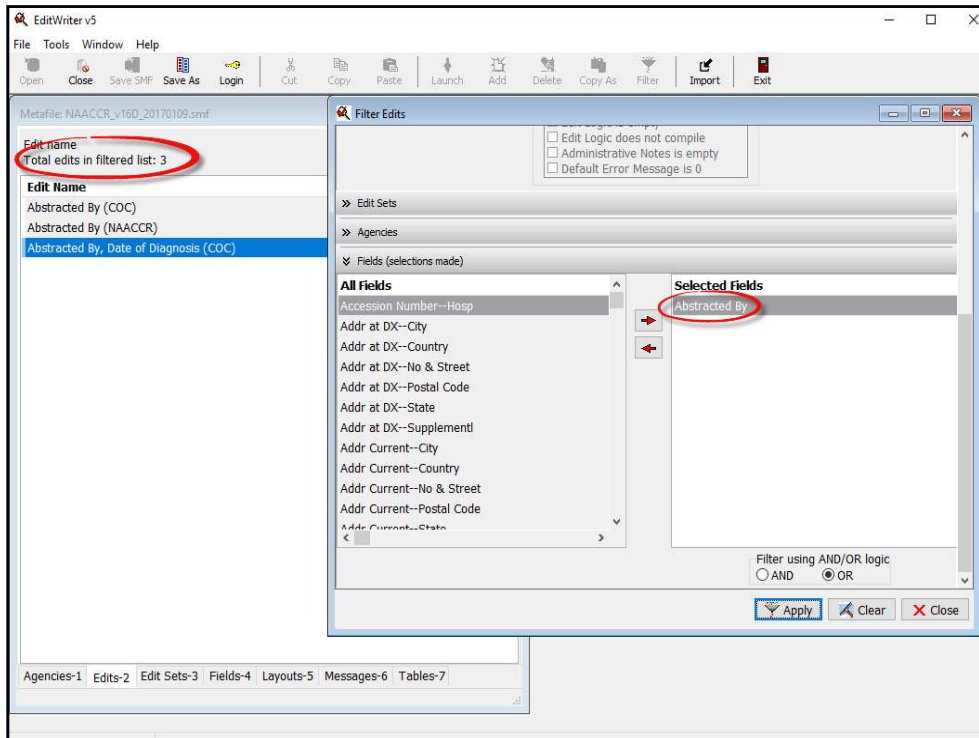 EditWriter v5
File Tools Window Help
Open Close Save SMF Save As Login Cut Copy Paste Launch Add Delete Copy As Filter Import Exit
Metafile: NAACCR_v16D_20170109.smf
Edit name
Total edits in filtered list: 3
Edit Name
Abstracted By (COC)
Abstracted By (NAACCR)
Abstracted By, Date of Diagnosis (COC)
Agencies-1 Edits-2 Edit Sets-3 Fields-4 Layouts-5 Messages-6 Tables-7
Filter Edits
Edit Logic is empty
Edit Logic does not compile
Administrative Notes is empty
Default Error Message is 0
Edit Sets
Agencies
Fields (selections made)
All Fields
Accession Number--Hosp
Addr at DX--City
Addr at DX--Country
Addr at DX--No & Street
Addr at DX--Postal Code
Addr at DX--State
Addr at DX--Supplementl
Addr Current--City
Addr Current--Country
Addr Current--No & Street
Addr Current--Postal Code
Addr Current--State
Selected Fields
Abstracted By
Filter using AND/OR logic
AND OR
Apply Clear Close